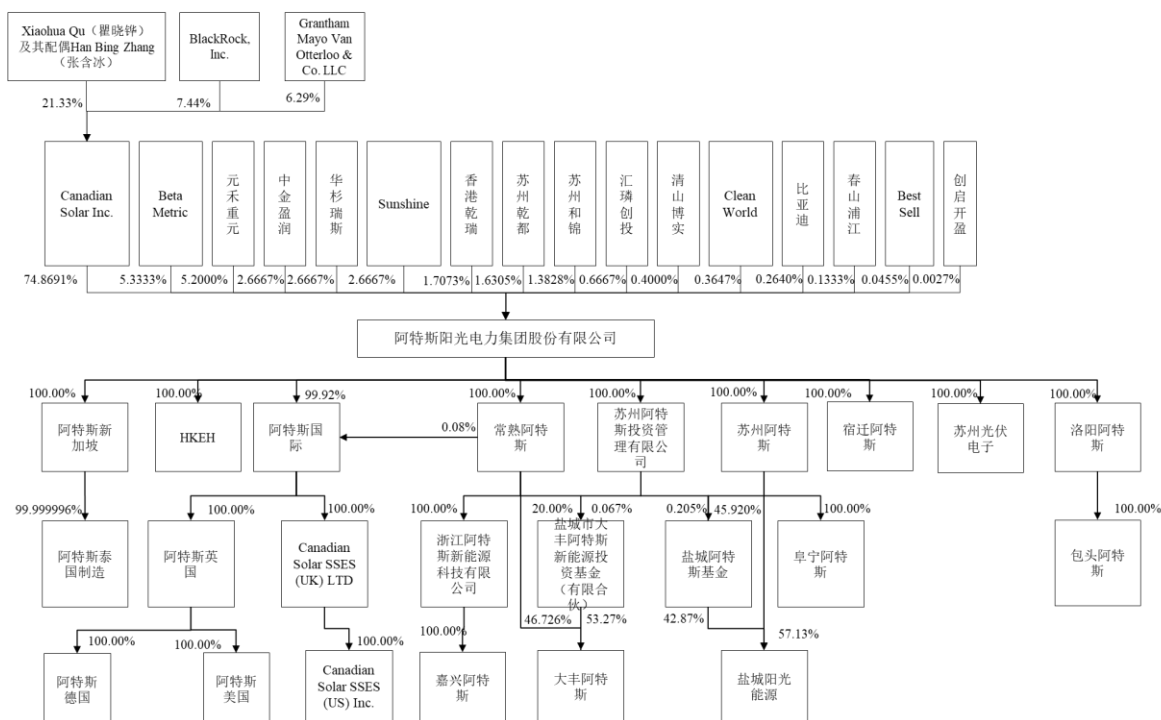 Xiaohua Qu（瞿晓铧）
及其配偶Han Bing Zhang
（张含冰）
BlackRock,
Inc.
Grantham
Mayo Van
Otterloo &
Co. LLC
21.33%
7.44%
6.29%
Canadian
Solar Inc.
Beta
Metric
元禾重元
中金盈润
华杉瑞斯
Sunshine
香港乾瑞
苏州乾都
苏州和锦
汇璘创投
清山博实
Clean
World
比亚迪
春山浦江
Best
Sell
创启开盈
74.8691%
5.3333%
5.2000%
2.6667%
2.6667%
2.6667%
1.7073%
1.6305%
1.3828%
0.6667%
0.4000%
0.3647%
0.2640%
0.1333%
0.0455%
0.0027%
阿特斯阳光电力集团股份有限公司
100.00%
100.00%
99.92%
100.00%
100.00%
100.00%
100.00%
100.00%
100.00%
阿特斯新
加坡
HKEH
阿特斯国
际
0.08%
常熟阿特
斯
苏州阿特
斯投资管
理有限公
司
苏州阿特
斯
宿迁阿特
斯
苏州光伏
电子
洛阳阿特
斯
99.999996%
100.00%
100.00%
100.00%
20.00%
0.067%
0.205%
45.920%
100.00%
100.00%
阿特斯泰
国制造
阿特斯英
国
Canadian
Solar SSES
(UK) LTD
浙江阿特
斯新能源
科技有限
公司
盐城市大
丰阿特斯
新能源投
资基金
（有限合
伙）
盐城阿特
斯基金
阜宁阿特
斯
包头阿特
斯
100.00%
100.00%
100.00%
100.00%
46.726%
53.27%
42.87%
57.13%
阿特斯
德国
阿特斯
美国
Canadian
Solar SSES
(US) Inc.
嘉兴阿特
斯
大丰阿特
斯
盐城阳光
能源